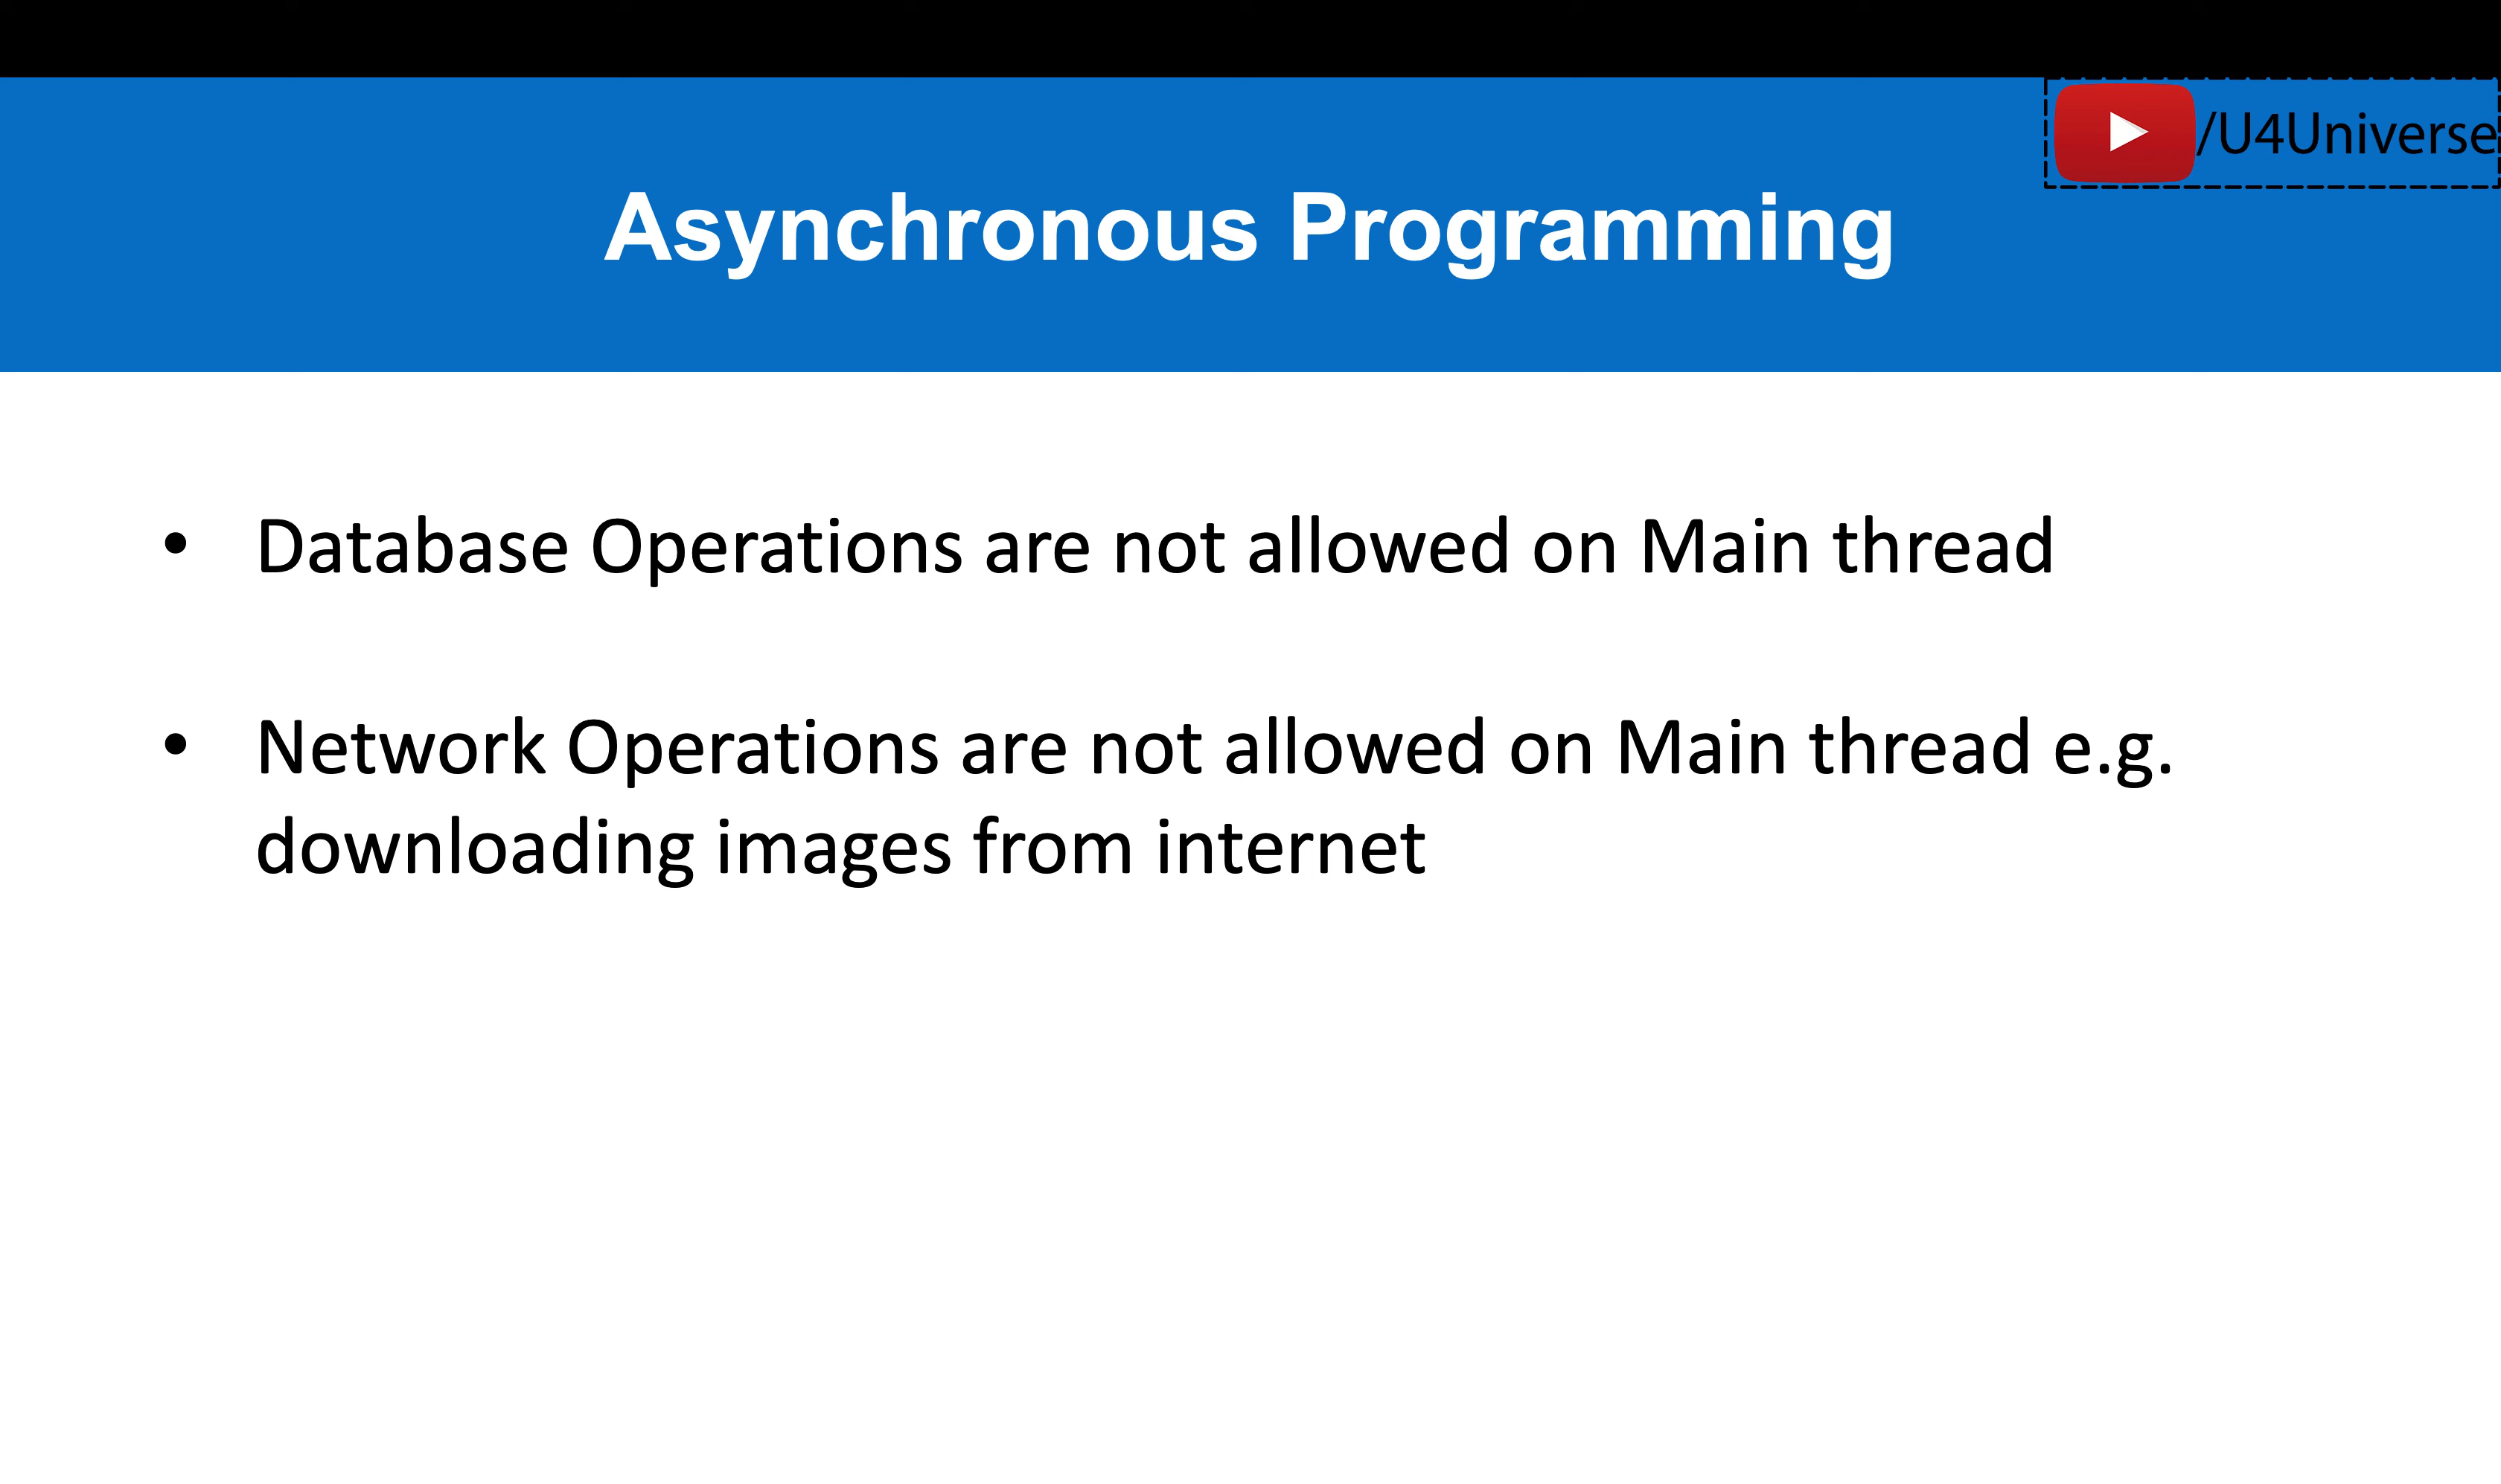 /U4Universe
Asynchronous Programming
• Database Operations are not allowed on Main thread
• Network Operations are not allowed on Main thread e.g.
downloading images from internet